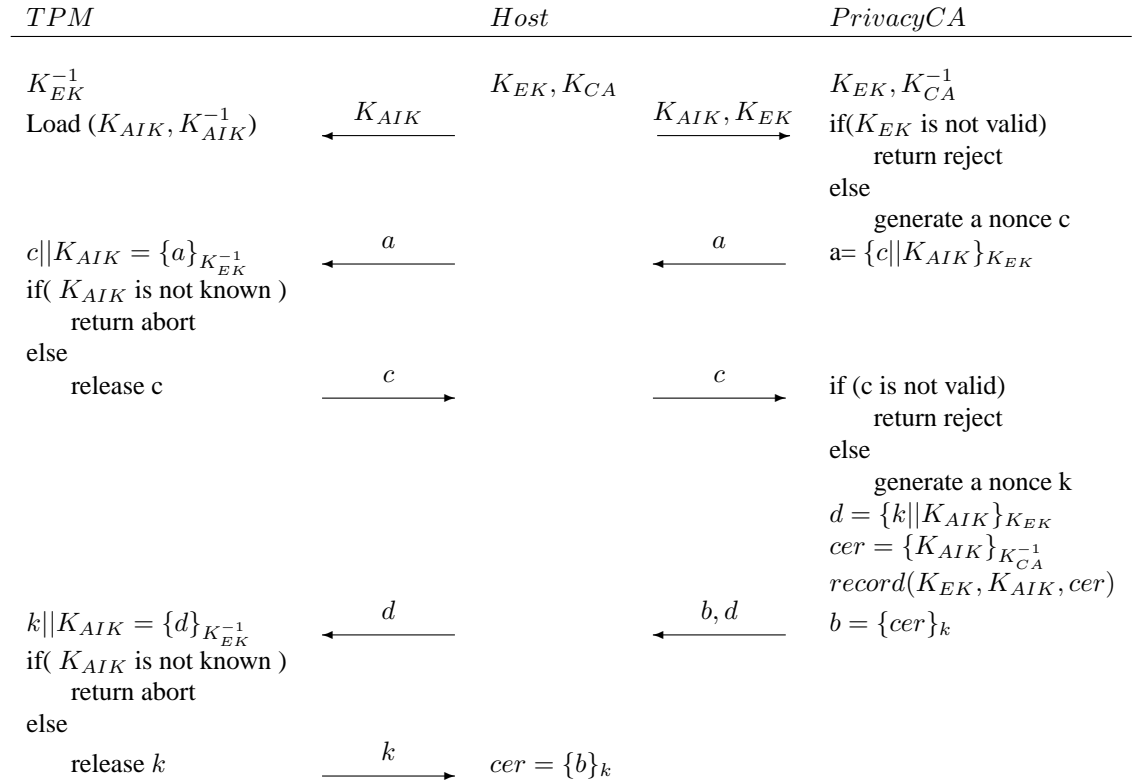 TPM Host PrivacyCA
K_{EK}^{-1} K_{EK}, K_{CA} K_{EK}, K_{CA}^{-1}
Load (K_{AIK}, K_{AIK}^{-1}) K_{AIK} K_{AIK}, K_{EK} if(K_{EK} is not valid)
return reject
else
generate a nonce c
c||K_{AIK} = {a}_{K_{EK}^{-1}} a a a= {c||K_{AIK}}_{K_{EK}}
if( K_{AIK} is not known )
return abort
else
release c c c if (c is not valid)
return reject
else
generate a nonce k
d = {k||K_{AIK}}_{K_{EK}}
cer = {K_{AIK}}_{K_{CA}^{-1}}
record(K_{EK}, K_{AIK}, cer)
k||K_{AIK} = {d}_{K_{EK}^{-1}} d b, d b = {cer}_k
if( K_{AIK} is not known )
return abort
else
release k k cer = {b}_k